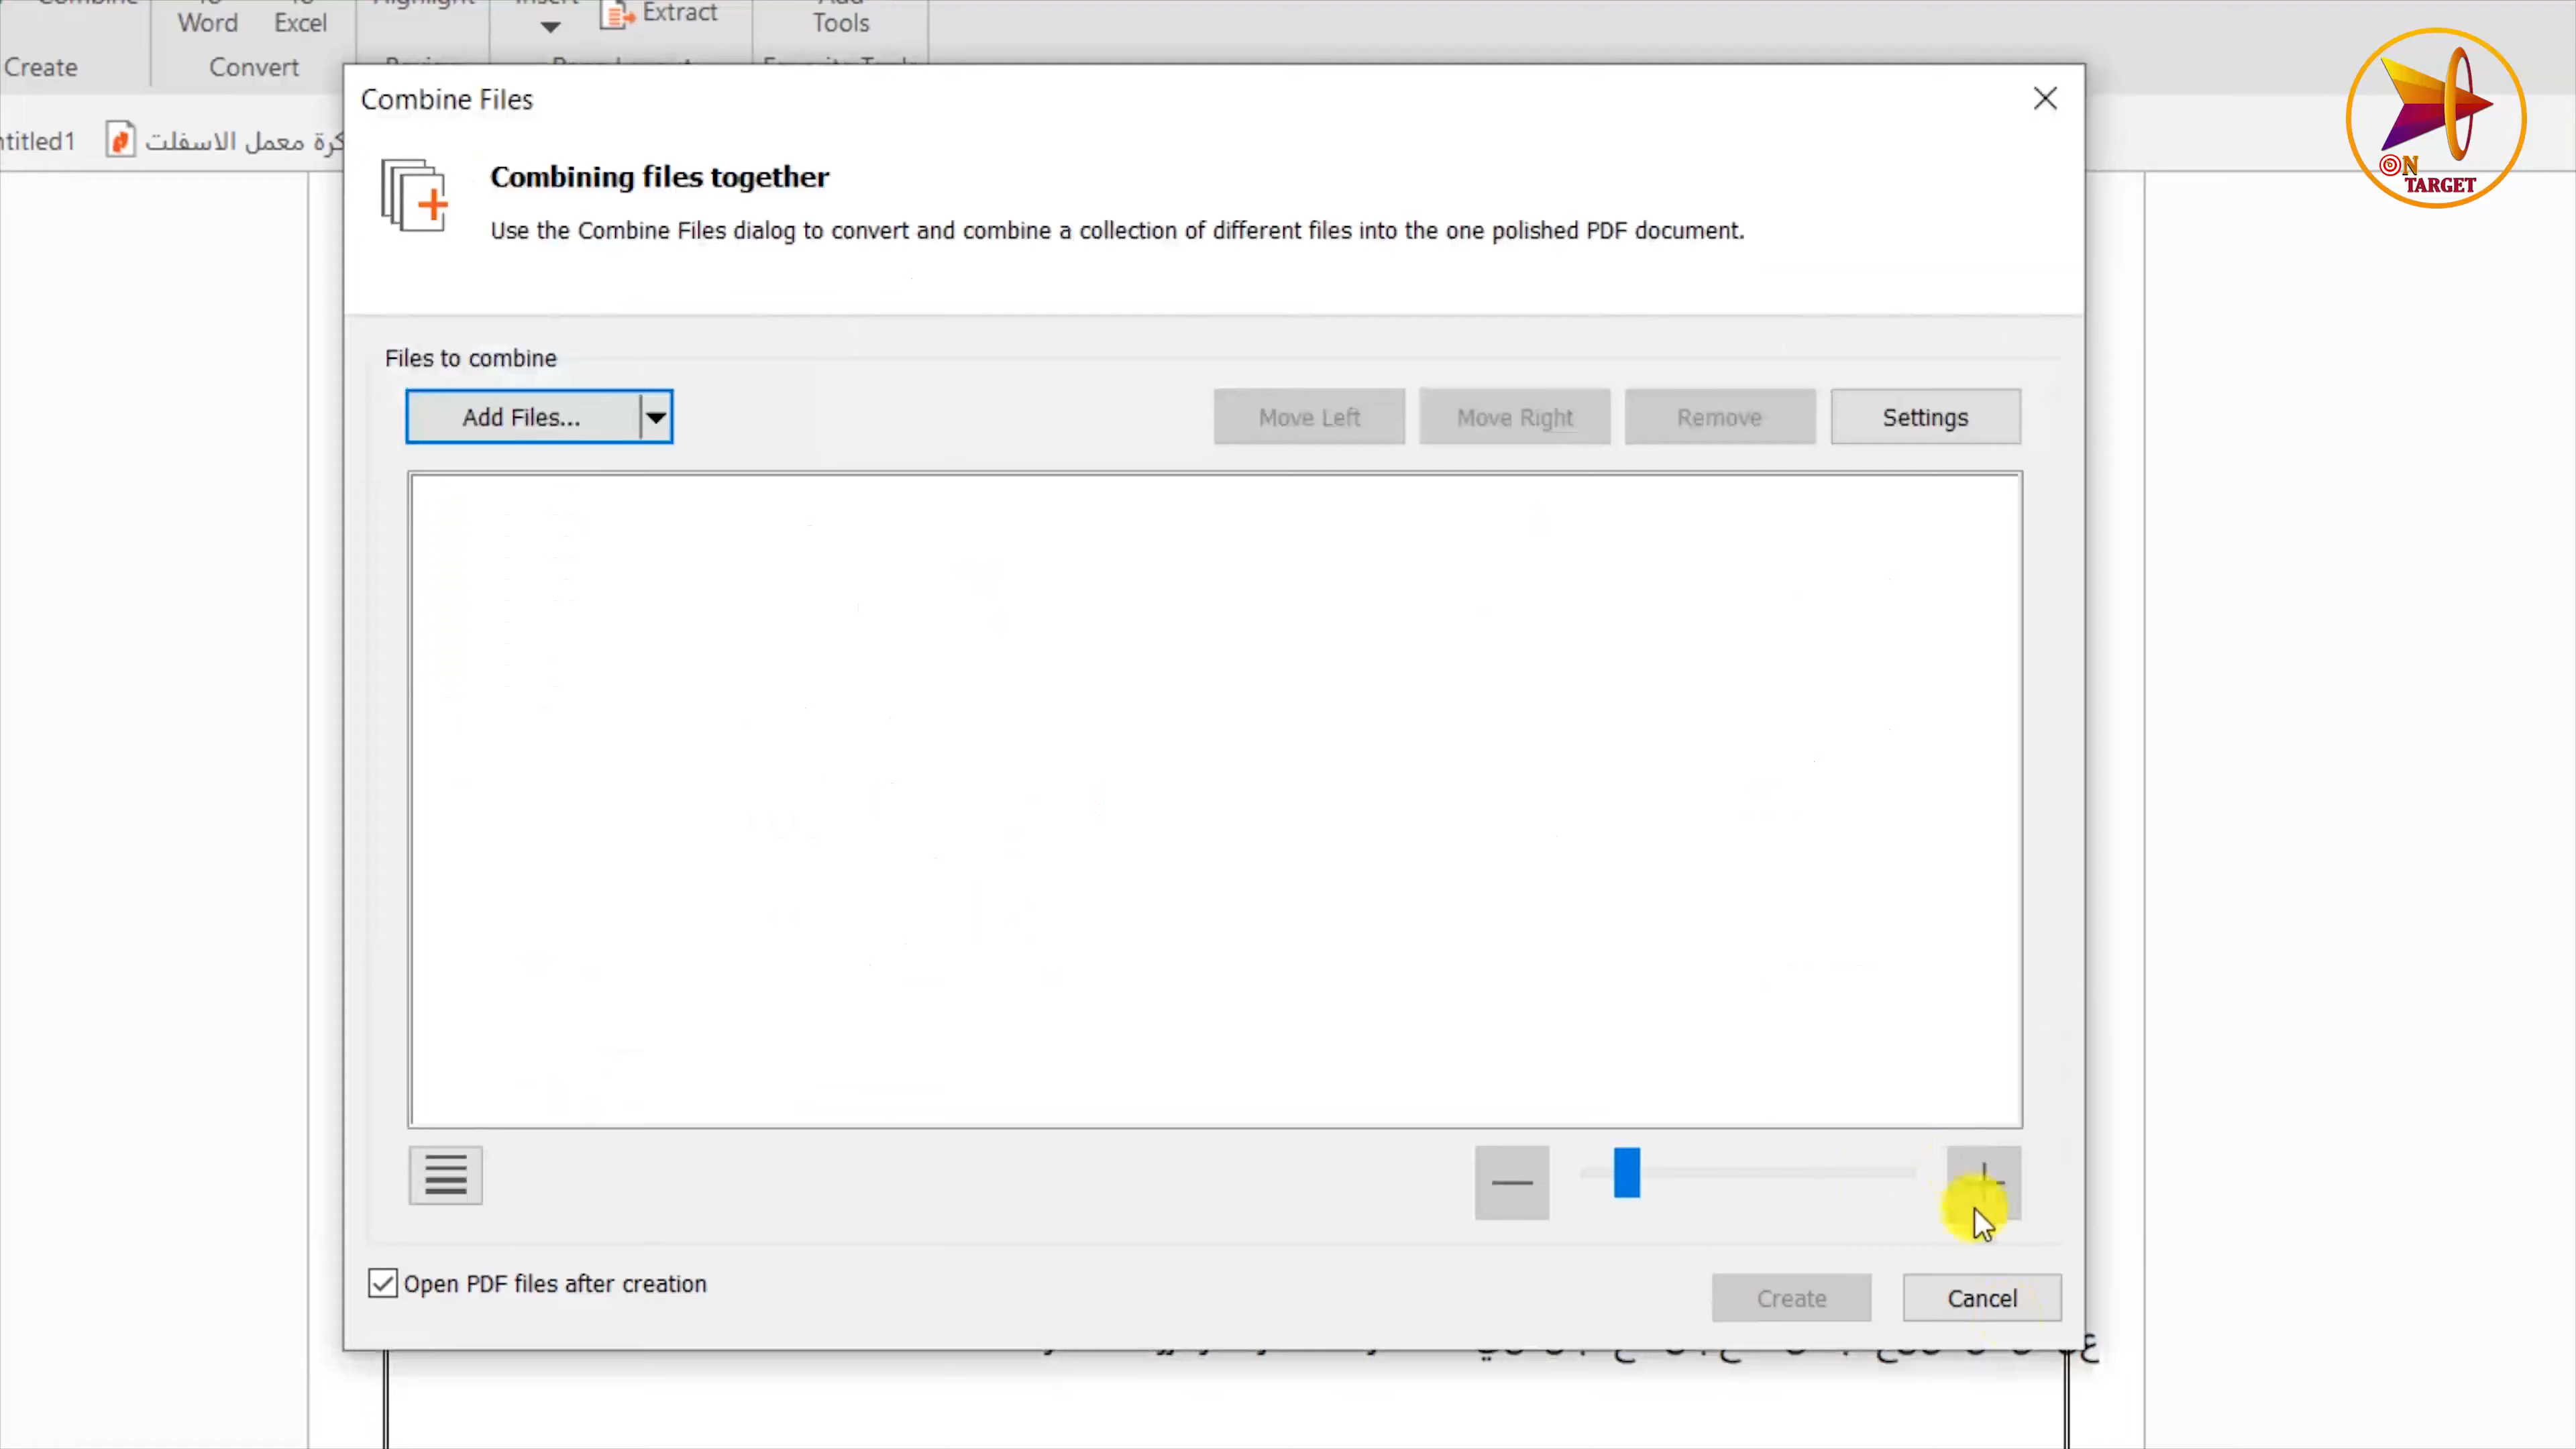 Extract
Word Excel Tools
Create Convert
ntitled1 كرة معمل الاسفلت
Combine Files
Combining files together
Use the Combine Files dialog to convert and combine a collection of different files into the one polished PDF document.
Files to combine
Add Files... Move Left Move Right Remove Settings
Open PDF files after creation
Create Cancel
ON
TARGET